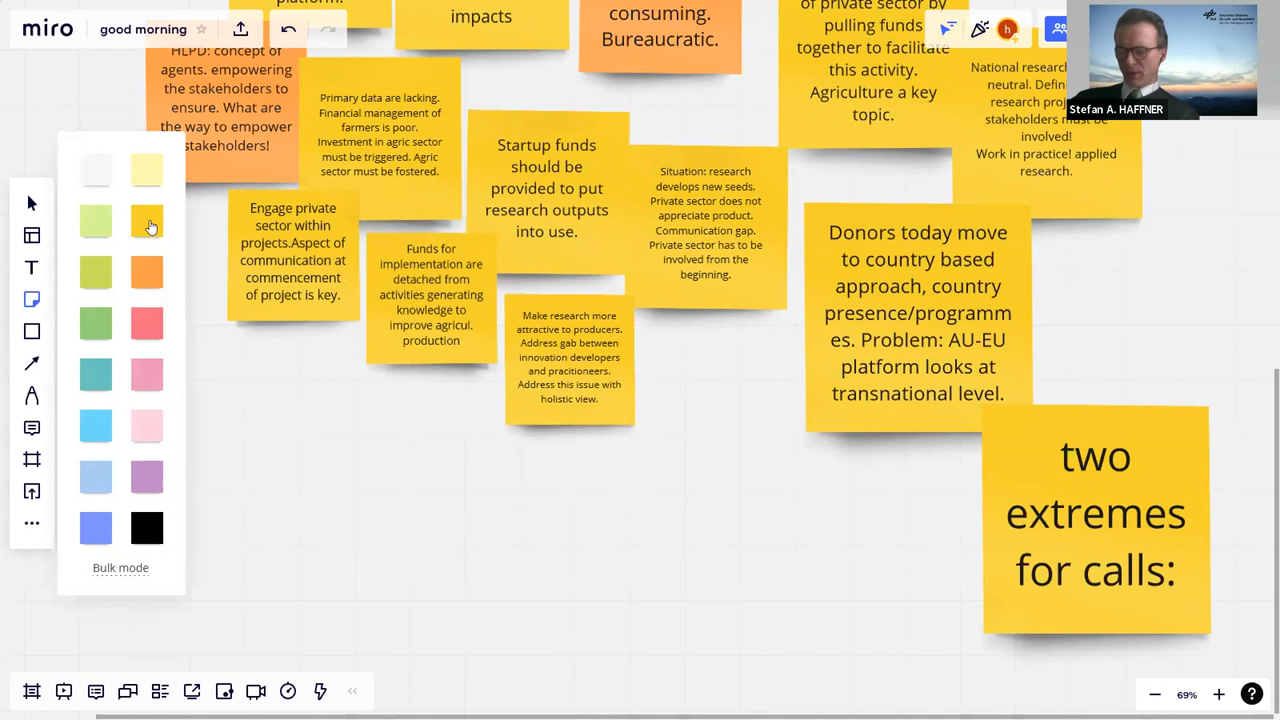 miro
good morning
platform.
impacts
consuming.
Bureaucratic.
of private sector by
pulling funds
together to facilitate
this activity.
Agriculture a key
topic.
HLPD: concept of
agents. empowering
the stakeholders to
ensure. What are
the way to empower
stakeholders!
Primary data are lacking.
Financial management of
farmers is poor.
Investment in agric sector
must be triggered. Agric
sector must be fostered.
Startup funds
should be
provided to put
research outputs
into use.
Situation: research
develops new seeds.
Private sector does not
appreciate product.
Communication gap.
Private sector has to be
involved from the
beginning.
National research
neutral.
research
stakeholders must be
involved!
Work in practice! applied
research.
Stefan A. HAFFNER
h
Engage private
sector within
projects.Aspect of
communication at
commencement
of project is key.
Funds for
implementation are
detached from
activities generating
knowledge to
improve agricul.
production
Make research more
attractive to producers.
Address gab between
innovation developers
and pracitioneers.
Address this issue with
holistic view.
Donors today move
to country based
approach, country
presence/programm
es. Problem: AU-EU
platform looks at
transnational level.
two
extremes
for calls:
Bulk mode
69%